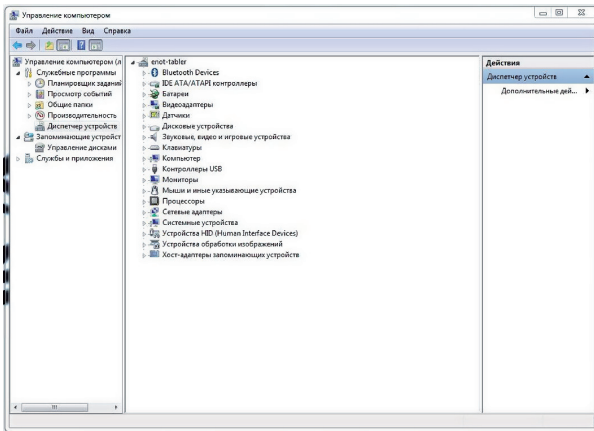 Управление компьютером
Файл Действие Вид Справка
Управление компьютером (л
Служебные программы
Планировщик заданий
Просмотр событий
Общие папки
Производительность
Диспетчер устройств
Запоминающие устройст
Управление дисками
Службы и приложения
enot-tabler
Bluetooth Devices
IDE ATA/ATAPI контроллеры
Батареи
Видеоадаптеры
Датчики
Дисковые устройства
Звуковые, видео и игровые устройства
Клавиатуры
Компьютер
Контроллеры USB
Мониторы
Мыши и иные указывающие устройства
Процессоры
Сетевые адаптеры
Системные устройства
Устройства HID (Human Interface Devices)
Устройства обработки изображений
Хост-адаптеры запоминающих устройств
Действия
Диспетчер устройств
Дополнительные дей...